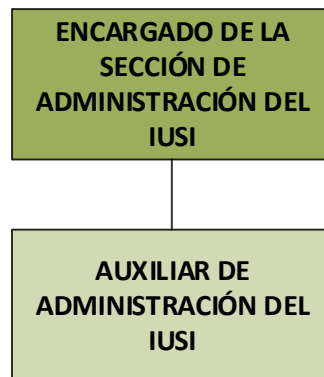 ENCARGADO DE LA
SECCIÓN DE
ADMINISTRACIÓN DEL
IUSI
AUXILIAR DE
ADMINISTRACIÓN DEL
IUSI